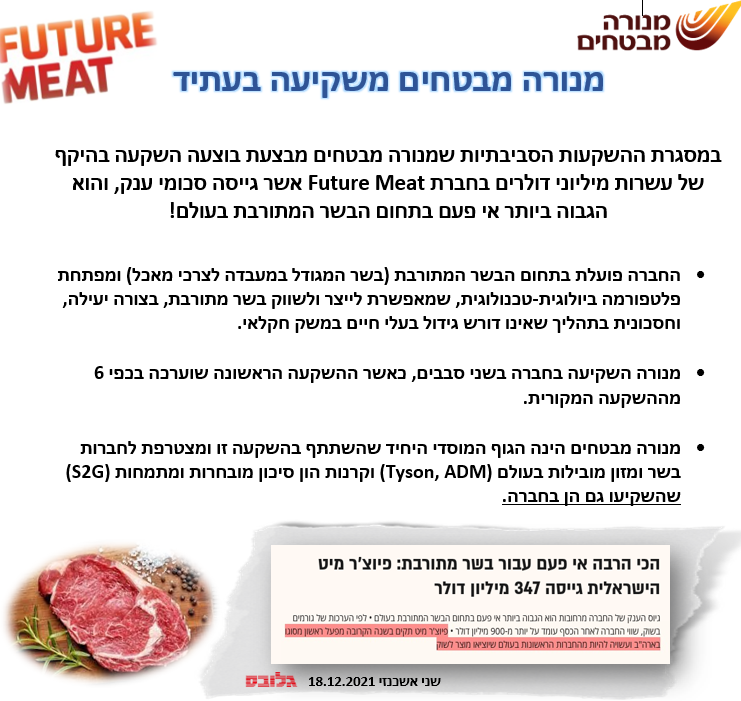 FUTURE
MEAT
מנורה
מבטחים
מנורה מבטחים משקיעה בעתיד
במסגרת ההשקעות הסביבתיות שמנורה מבטחים מבצעת בוצעה השקעה בהיקף
של עשרות מיליוני דולרים בחברת Future Meat אשר גייסה סכומי ענק, והוא
הגבוה ביותר אי פעם בתחום הבשר המתורבת בעולם!
• החברה פועלת בתחום הבשר המתורבת (בשר המגודל במעבדה לצרכי מאכל) ומפתחת
פלטפורמה ביולוגית-טכנולוגית, שמאפשרת לייצר ולשווק בשר מתורבת, בצורה יעילה,
וחסכונית בתהליך שאינו דורש גידול בעלי חיים במשק חקלאי.
• מנורה השקיעה בחברה בשני סבבים, כאשר ההשקעה הראשונה שוערכה בכפי 6
מההשקעה המקורית.
• מנורה מבטחים הינה הגוף המוסדי היחיד שהשתתף בהשקעה זו ומצטרפת לחברות
בשר ומזון מובילות בעולם (Tyson, ADM) וקרנות הון סיכון מובחרות ומתמחות (S2G)
שהשקיעו גם הן בחברה.
הכי הרבה אי פעם עבור בשר מתורבת: פיוצ'ר מיט
הישראלית גייסה 347 מיליון דולר
גיוס הענק של החברה מרחובות הוא הגבוה ביותר אי פעם בתחום הבשר המתורבת בעולם • לפי הערכות של גורמים
בשוק, שווי החברה לאחר הכסף עומד על יותר מ-900 מיליון דולר • פיוצ'ר מיט תקים בשנה הקרובה מפעל ראשון מסוגו
בארה"ב ועשויה להיות מהחברות הראשונות בעולם שיוציאו מוצר לשוק
שני אשכנזי 18.12.2021 גלובס